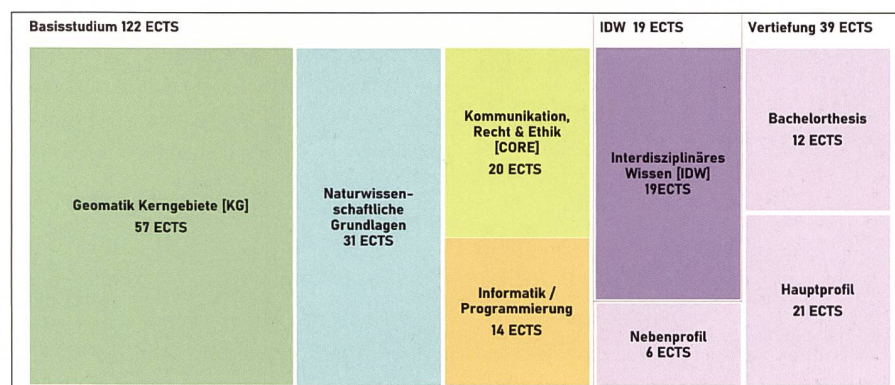 Basisstudium 122 ECTS
IDW 19 ECTS
Vertiefung 39 ECTS
Geomatik Kerngebiete [KG]
57 ECTS
Naturwissen-
schaftliche
Grundlagen
31 ECTS
Kommunikation,
Recht & Ethik
[CORE]
20 ECTS
Informatik /
Programmierung
14 ECTS
Interdisziplinäres
Wissen [IDW]
19ECTS
Nebenprofil
6 ECTS
Bachelorthesis
12 ECTS
Hauptprofil
21 ECTS